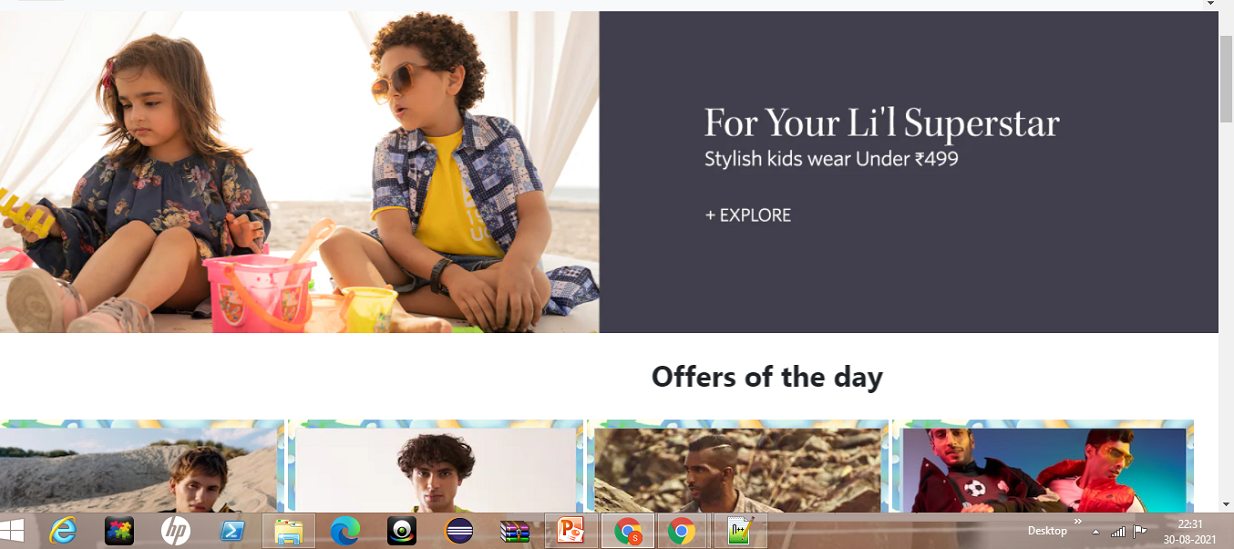 For Your Li'l Superstar
Stylish kids wear Under ₹499
+ EXPLORE
Offers of the day
Desktop
22:31
30-08-2021